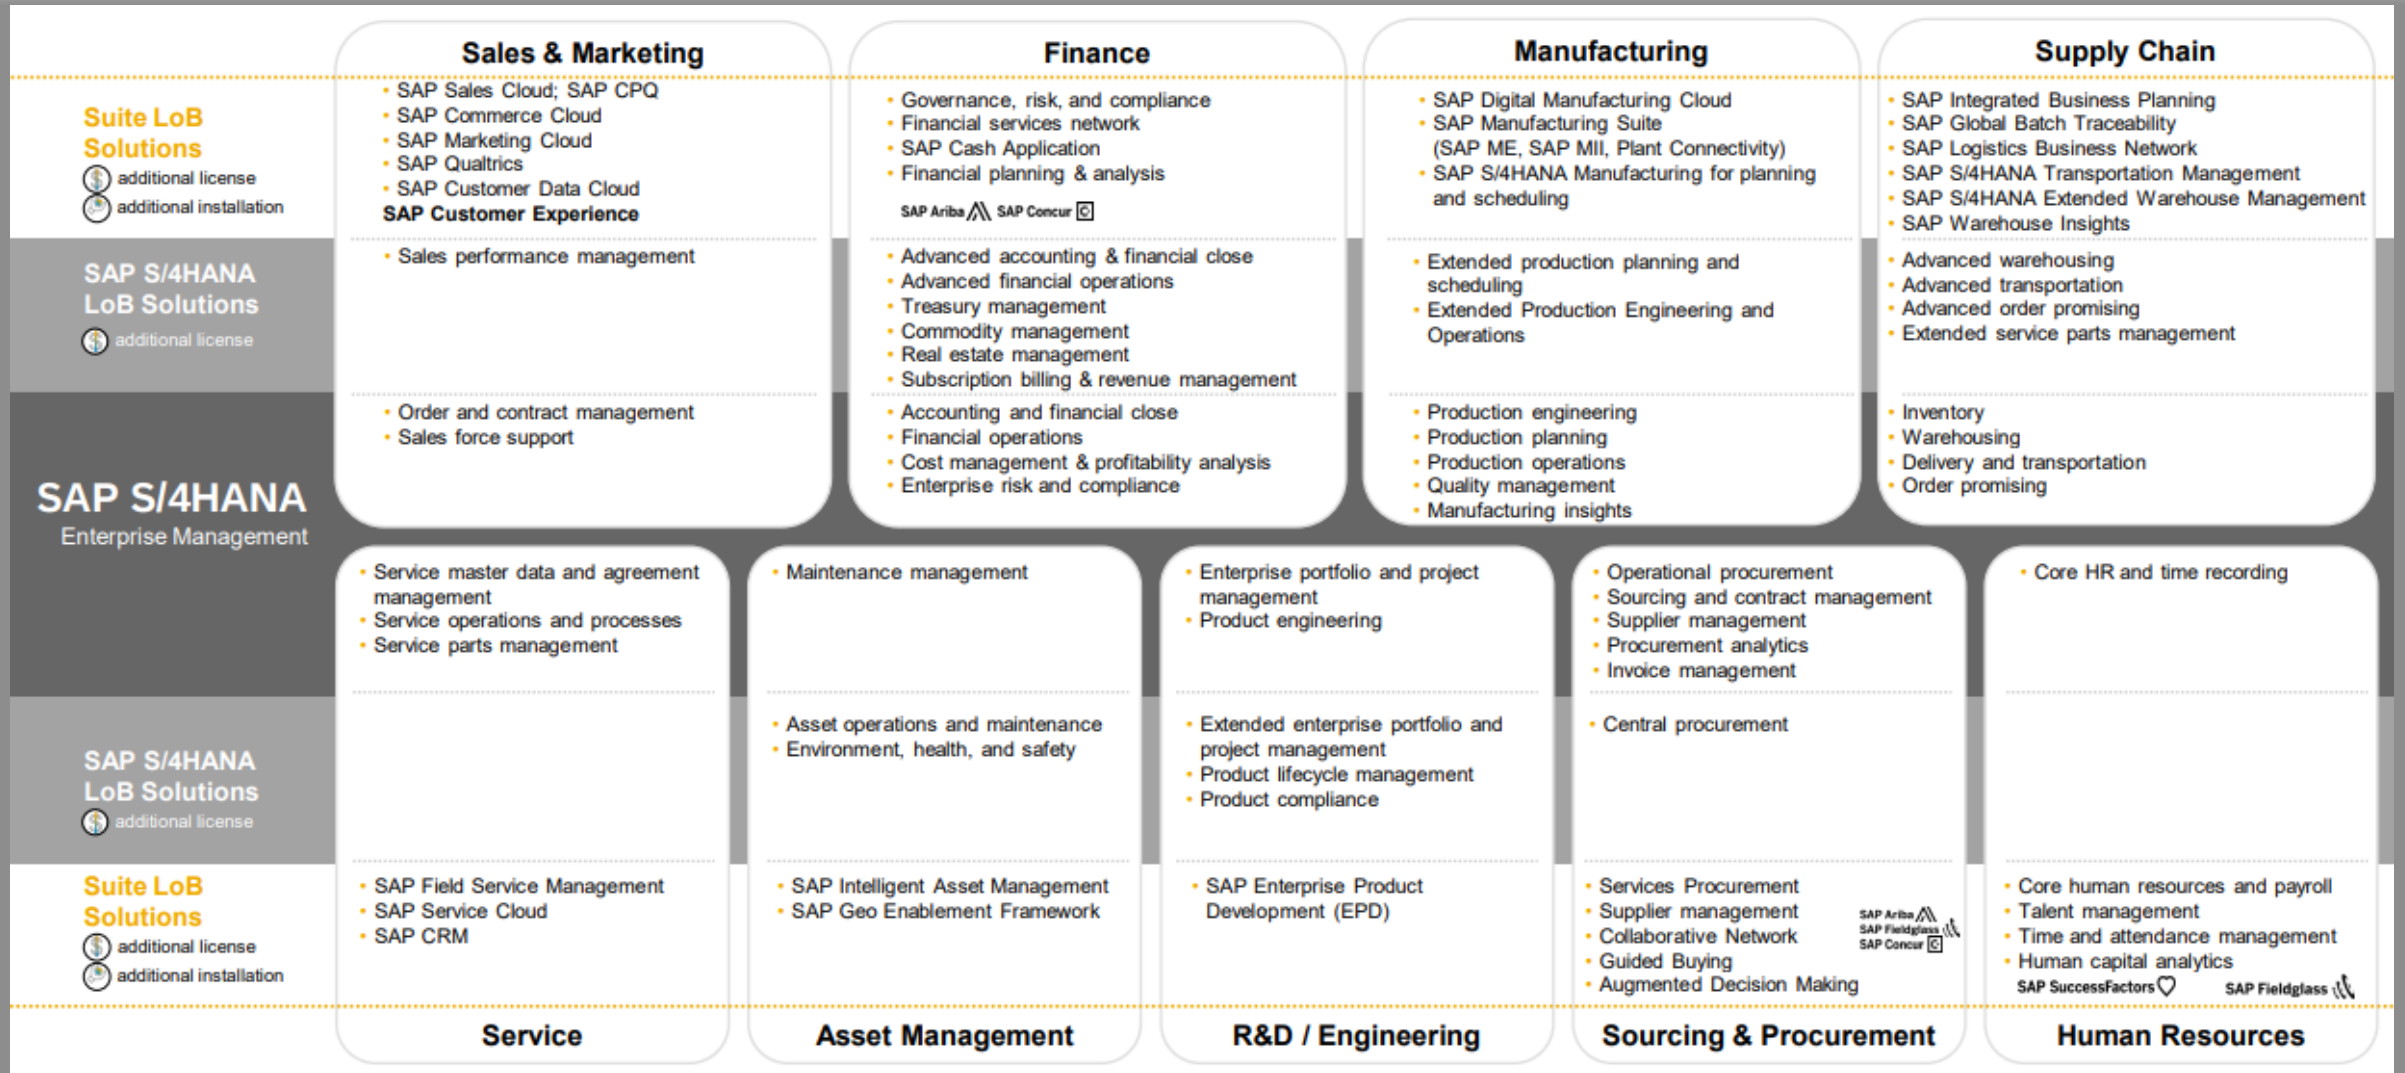 Sales & Marketing
Finance
Manufacturing
Supply Chain
Suite LoB
Solutions
additional license
additional installation
• SAP Sales Cloud; SAP CPQ
• SAP Commerce Cloud
• SAP Marketing Cloud
• SAP Qualtrics
• SAP Customer Data Cloud
SAP Customer Experience
• Governance, risk, and compliance
• Financial services network
• SAP Cash Application
• Financial planning & analysis
SAP Ariba SAP Concur C
• SAP Digital Manufacturing Cloud
• SAP Manufacturing Suite
(SAP ME, SAP MII, Plant Connectivity)
• SAP S/4HANA Manufacturing for planning
and scheduling
• SAP Integrated Business Planning
• SAP Global Batch Traceability
• SAP Logistics Business Network
• SAP S/4HANA Transportation Management
• SAP S/4HANA Extended Warehouse Management
• SAP Warehouse Insights
SAP S/4HANA
LoB Solutions
additional license
• Sales performance management
• Advanced accounting & financial close
• Advanced financial operations
• Treasury management
• Commodity management
• Real estate management
• Subscription billing & revenue management
• Extended production planning and
scheduling
• Extended Production Engineering and
Operations
• Advanced warehousing
• Advanced transportation
• Advanced order promising
• Extended service parts management
SAP S/4HANA
Enterprise Management
• Order and contract management
• Sales force support
• Accounting and financial close
• Financial operations
• Cost management & profitability analysis
• Enterprise risk and compliance
• Production engineering
• Production planning
• Production operations
• Quality management
• Manufacturing insights
• Inventory
• Warehousing
• Delivery and transportation
• Order promising
• Service master data and agreement
management
• Service operations and processes
• Service parts management
• Maintenance management
• Enterprise portfolio and project
management
• Product engineering
• Operational procurement
• Sourcing and contract management
• Supplier management
• Procurement analytics
• Invoice management
• Core HR and time recording
SAP S/4HANA
LoB Solutions
additional license
• Asset operations and maintenance
• Environment, health, and safety
• Extended enterprise portfolio and
project management
• Product lifecycle management
• Product compliance
• Central procurement
Suite LoB
Solutions
additional license
additional installation
• SAP Field Service Management
• SAP Service Cloud
• SAP CRM
• SAP Intelligent Asset Management
• SAP Geo Enablement Framework
• SAP Enterprise Product
Development (EPD)
• Services Procurement
• Supplier management
• Collaborative Network
• Guided Buying
• Augmented Decision Making
SAP Ariba
SAP Fieldglass
SAP Concur C
• Core human resources and payroll
• Talent management
• Time and attendance management
• Human capital analytics
SAP SuccessFactors SAP Fieldglass
Service
Asset Management
R&D / Engineering
Sourcing & Procurement
Human Resources